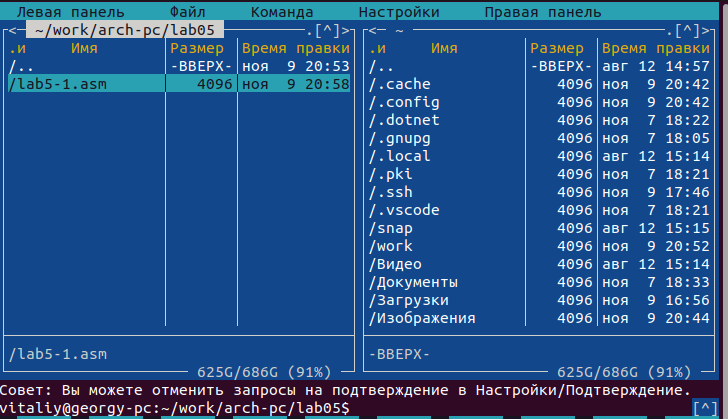 Левая панель Файл Команда Настройки Правая панель
<─ ~/work/arch-pc/lab05 ─.[^]> <─ ~ ─.[^]>
.и Имя Размер Время правки .и Имя Размер Время правки
/.. -ВВЕРХ- ноя 9 20:53 /.. -ВВЕРХ- авг 12 14:57
/lab5-1.asm 4096 ноя 9 20:58 /.cache 4096 ноя 9 20:42
/.config 4096 ноя 9 20:42
/.dotnet 4096 ноя 7 18:22
/.gnupg 4096 ноя 7 18:05
/.local 4096 авг 12 15:14
/.pki 4096 ноя 7 18:21
/.ssh 4096 ноя 9 17:46
/.vscode 4096 ноя 7 18:21
/snap 4096 авг 12 15:15
/work 4096 ноя 9 20:52
/Видео 4096 авг 12 15:14
/Документы 4096 ноя 7 18:33
/Загрузки 4096 ноя 9 16:56
/Изображения 4096 ноя 9 20:44
/lab5-1.asm -ВВЕРХ-
625G/686G (91%) 625G/686G (91%)
Совет: Вы можете отменить запросы на подтверждение в Настройки/Подтверждение.
vitaliy@georgy-pc:~/work/arch-pc/lab05$ [^]